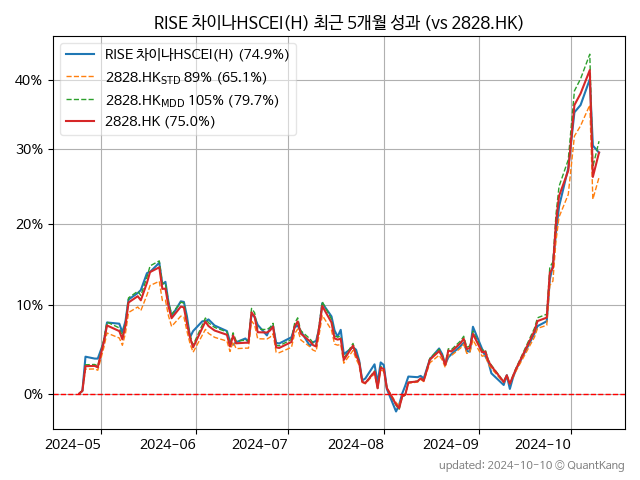 RISE 차이나HSCEI(H) 최근 5개월 성과 (vs 2828.HK)
RISE 차이나HSCEI(H) (74.9%)
2828.HK_STD 89% (65.1%)
2828.HK_MDD 105% (79.7%)
2828.HK (75.0%)
40%
30%
20%
10%
0%
2024-05 2024-06 2024-07 2024-08 2024-09 2024-10
updated: 2024-10-10 © QuantKang